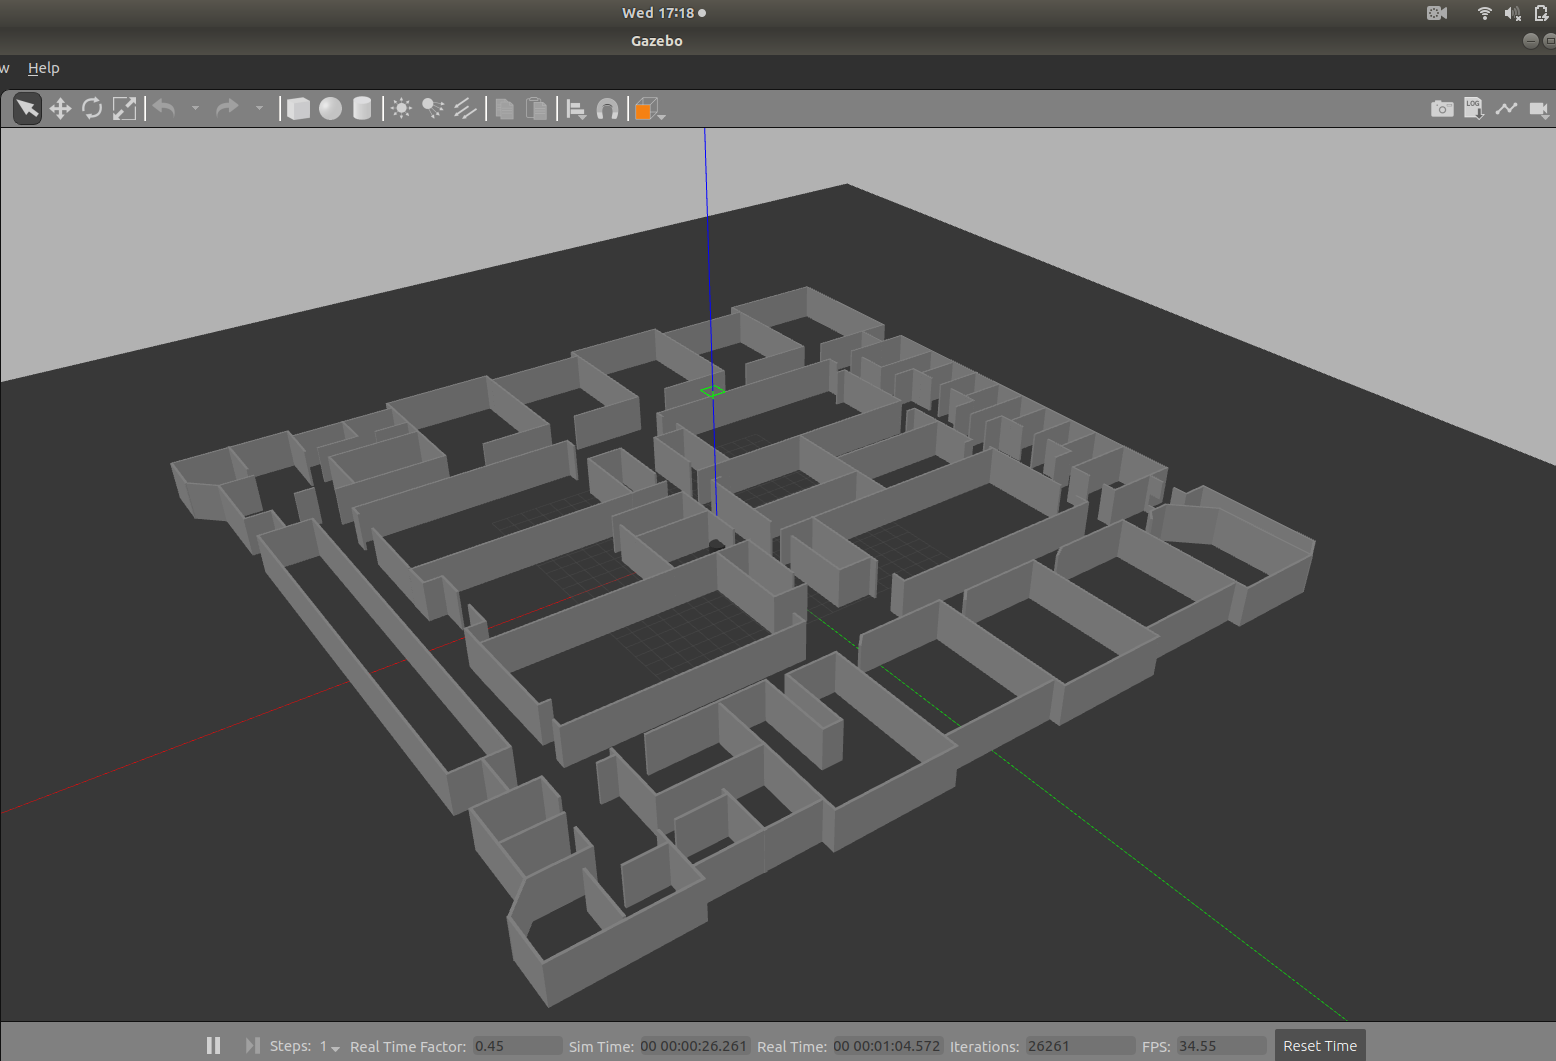 Wed 17:18
Gazebo
w Help
LOG
Steps: 1 Real Time Factor: 0.45 Sim Time: 00 00:00:26.261 Real Time: 00 00:01:04.572 Iterations: 26261 FPS: 34.55 Reset Time